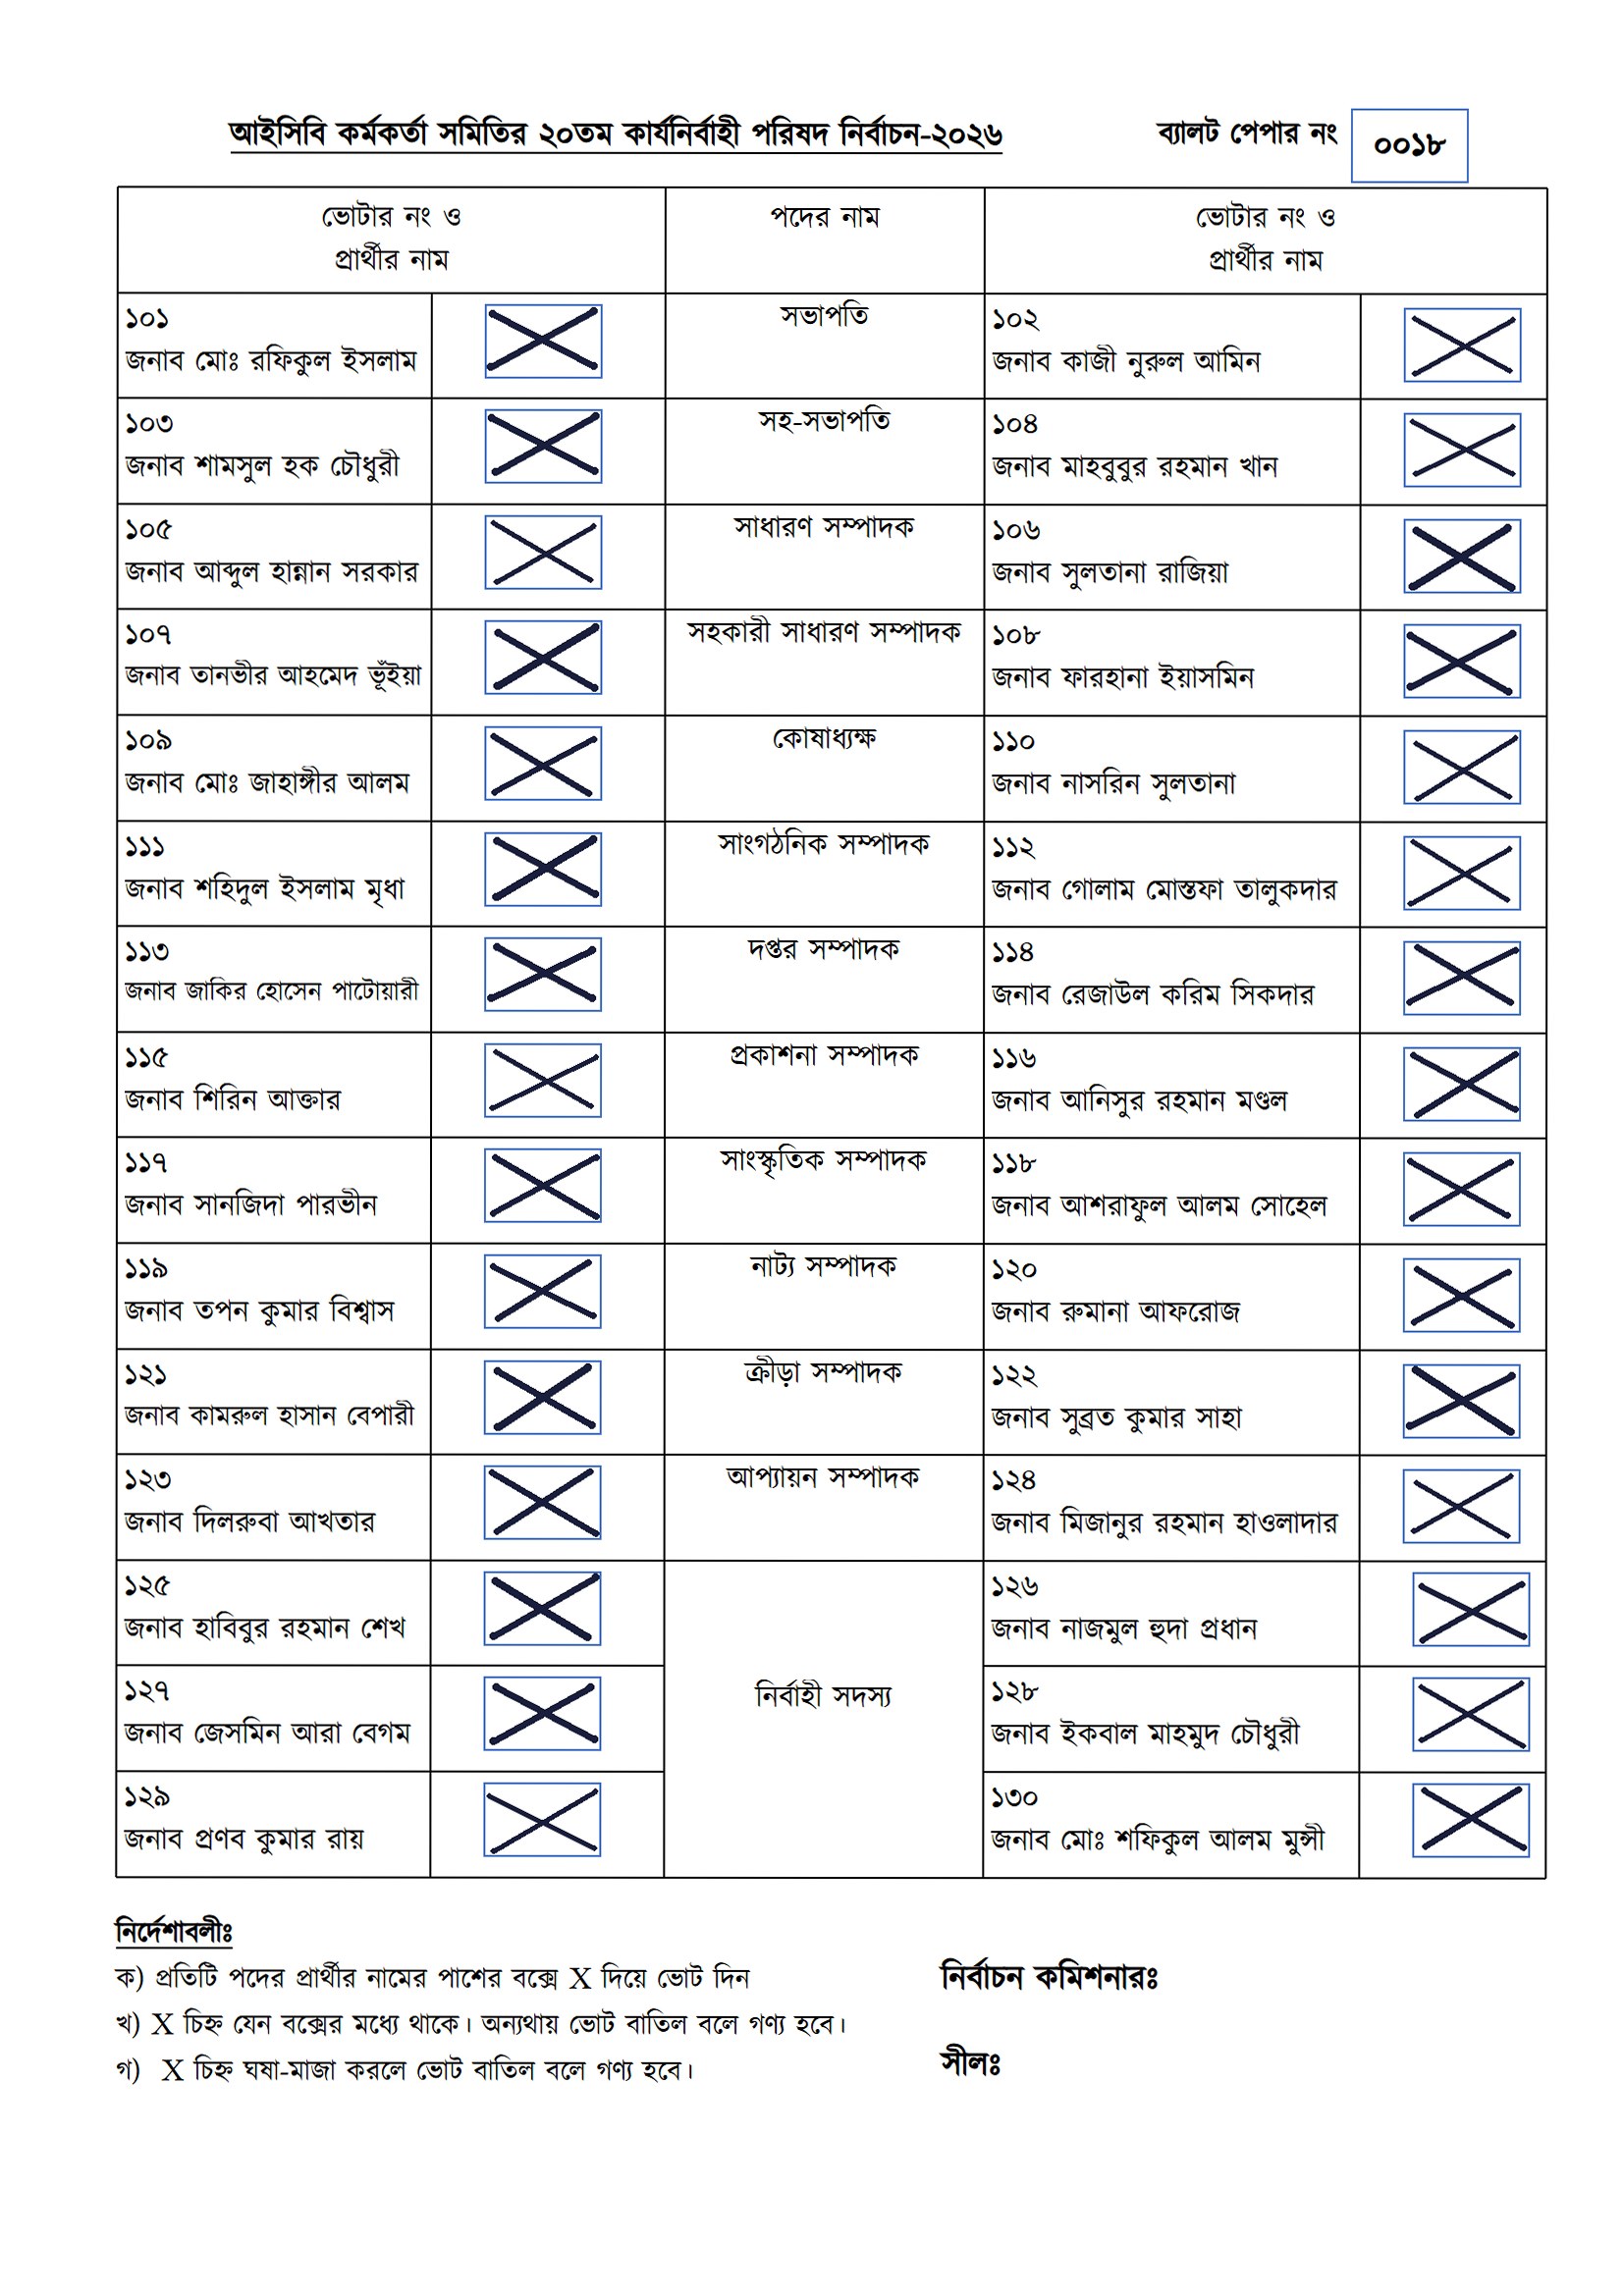 আইসিবি কর্মকর্তা সমিতির ২০তম কার্যনির্বাহী পরিষদ নির্বাচন-২০২৬ ব্যালট পেপার নং ০০১৮
ভোটার নং ও
প্রার্থীর নাম
পদের নাম
ভোটার নং ও
প্রার্থীর নাম
১০১
জনাব মোঃ রফিকুল ইসলাম
সভাপতি
১০২
জনাব কাজী নুরুল আমিন
১০৩
জনাব শামসুল হক চৌধুরী
সহ-সভাপতি
১০৪
জনাব মাহবুবুর রহমান খান
১০৫
জনাব আব্দুল হান্নান সরকার
সাধারণ সম্পাদক
১০৬
জনাব সুলতানা রাজিয়া
১০৭
জনাব তানভীর আহমেদ ভূঁইয়া
সহকারী সাধারণ সম্পাদক
১০৮
জনাব ফারহানা ইয়াসমিন
১০৯
জনাব মোঃ জাহাঙ্গীর আলম
কোষাধ্যক্ষ
১১০
জনাব নাসরিন সুলতানা
১১১
জনাব শহিদুল ইসলাম মৃধা
সাংগঠনিক সম্পাদক
১১২
জনাব গোলাম মোস্তফা তালুকদার
১১৩
জনাব জাকির হোসেন পাটোয়ারী
দপ্তর সম্পাদক
১১৪
জনাব রেজাউল করিম সিকদার
১১৫
জনাব শিরিন আক্তার
প্রকাশনা সম্পাদক
১১৬
জনাব আনিসুর রহমান মণ্ডল
১১৭
জনাব সানজিদা পারভীন
সাংস্কৃতিক সম্পাদক
১১৮
জনাব আশরাফুল আলম সোহেল
১১৯
জনাব তপন কুমার বিশ্বাস
নাট্য সম্পাদক
১২০
জনাব রুমানা আফরোজ
১২১
জনাব কামরুল হাসান বেপারী
ক্রীড়া সম্পাদক
১২২
জনাব সুব্রত কুমার সাহা
১২৩
জনাব দিলরুবা আখতার
আপ্যায়ন সম্পাদক
১২৪
জনাব মিজানুর রহমান হাওলাদার
১২৫
জনাব হাবিবুর রহমান শেখ
১২৬
জনাব নাজমুল হুদা প্রধান
১২৭
জনাব জেসমিন আরা বেগম
নির্বাহী সদস্য
১২৮
জনাব ইকবাল মাহমুদ চৌধুরী
১২৯
জনাব প্রণব কুমার রায়
১৩০
জনাব মোঃ শফিকুল আলম মুন্সী
নির্দেশাবলীঃ
ক) প্রতিটি পদের প্রার্থীর নামের পাশের বক্সে X দিয়ে ভোট দিন
নির্বাচন কমিশনারঃ
খ) X চিহ্ন যেন বক্সের মধ্যে থাকে। অন্যথায় ভোট বাতিল বলে গণ্য হবে।
সীলঃ
গ) X চিহ্ন ঘষা-মাজা করলে ভোট বাতিল বলে গণ্য হবে।